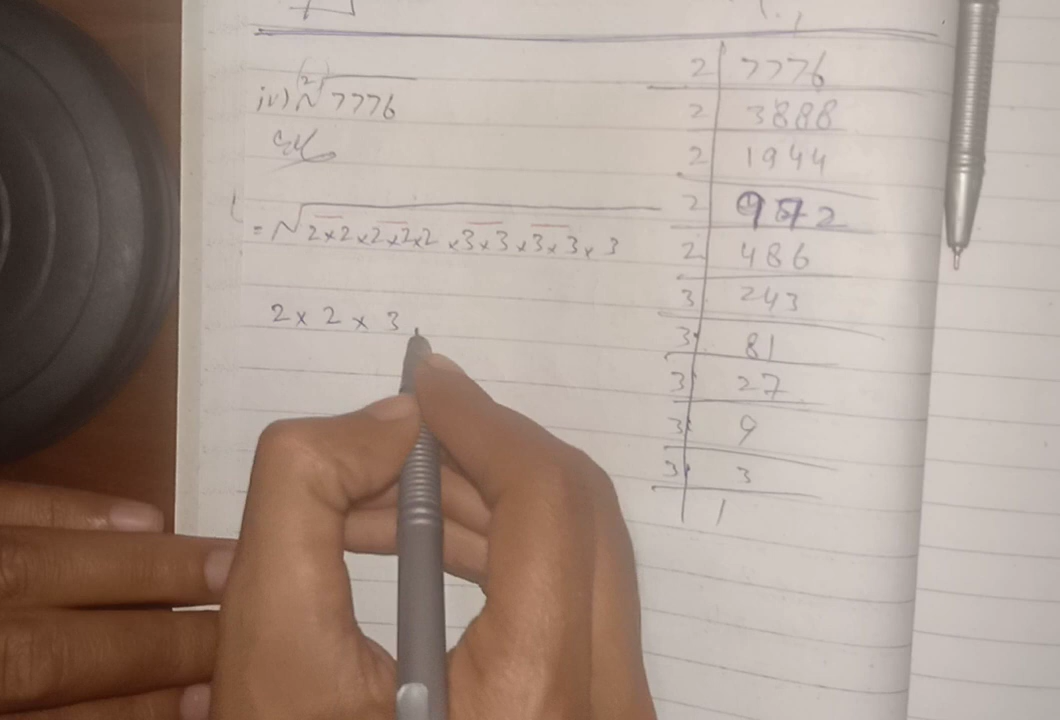 iv) ²√7776
Sol
= √2×2×2×2×2×3×3×3×3×3
2 × 2 × 3
2 | 7776
2 | 3888
2 | 1944
2 | 972
2 | 486
3 | 243
3 | 81
3 | 27
3 | 9
3 | 3
1